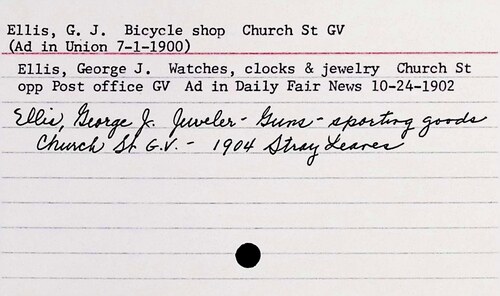 Ellis, G. J. Bicycle shop Church St GV
(Ad in Union 7-1-1900)
Ellis, George J. Watches, clocks & jewelry Church St
opp Post office GV Ad in Daily Fair News 10-24-1902
Ellis, George J. Jeweler - Guns - sporting goods
Church St G.V. - 1904 Stray Leaves